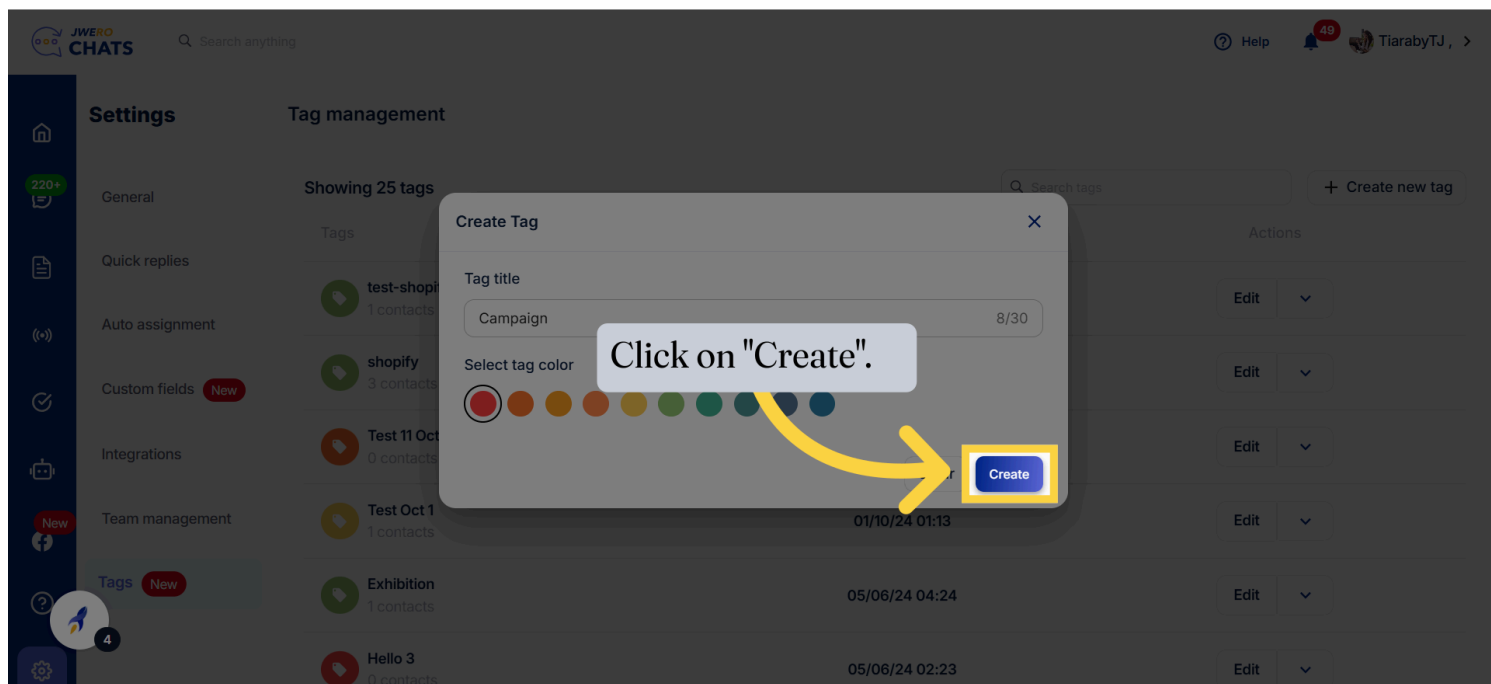 JWERO
CHATS
Search anything
Help
49
TiarabyTJ ,
Settings
Tag management
220+
General
Quick replies
Auto assignment
Custom fields New
Integrations
Team management
New
Tags New
4
Showing 25 tags
Search tags
+ Create new tag
Tags
Actions
test-shopi
1 contacts
Edit
shopify
3 contacts
Edit
Test 11 Oct
0 contacts
Edit
Test Oct 1
1 contacts
01/10/24 01:13
Edit
Exhibition
1 contacts
05/06/24 04:24
Edit
Hello 3
0 contacts
05/06/24 02:23
Edit
Create Tag
Tag title
Campaign
8/30
Select tag color
Click on "Create".
Create